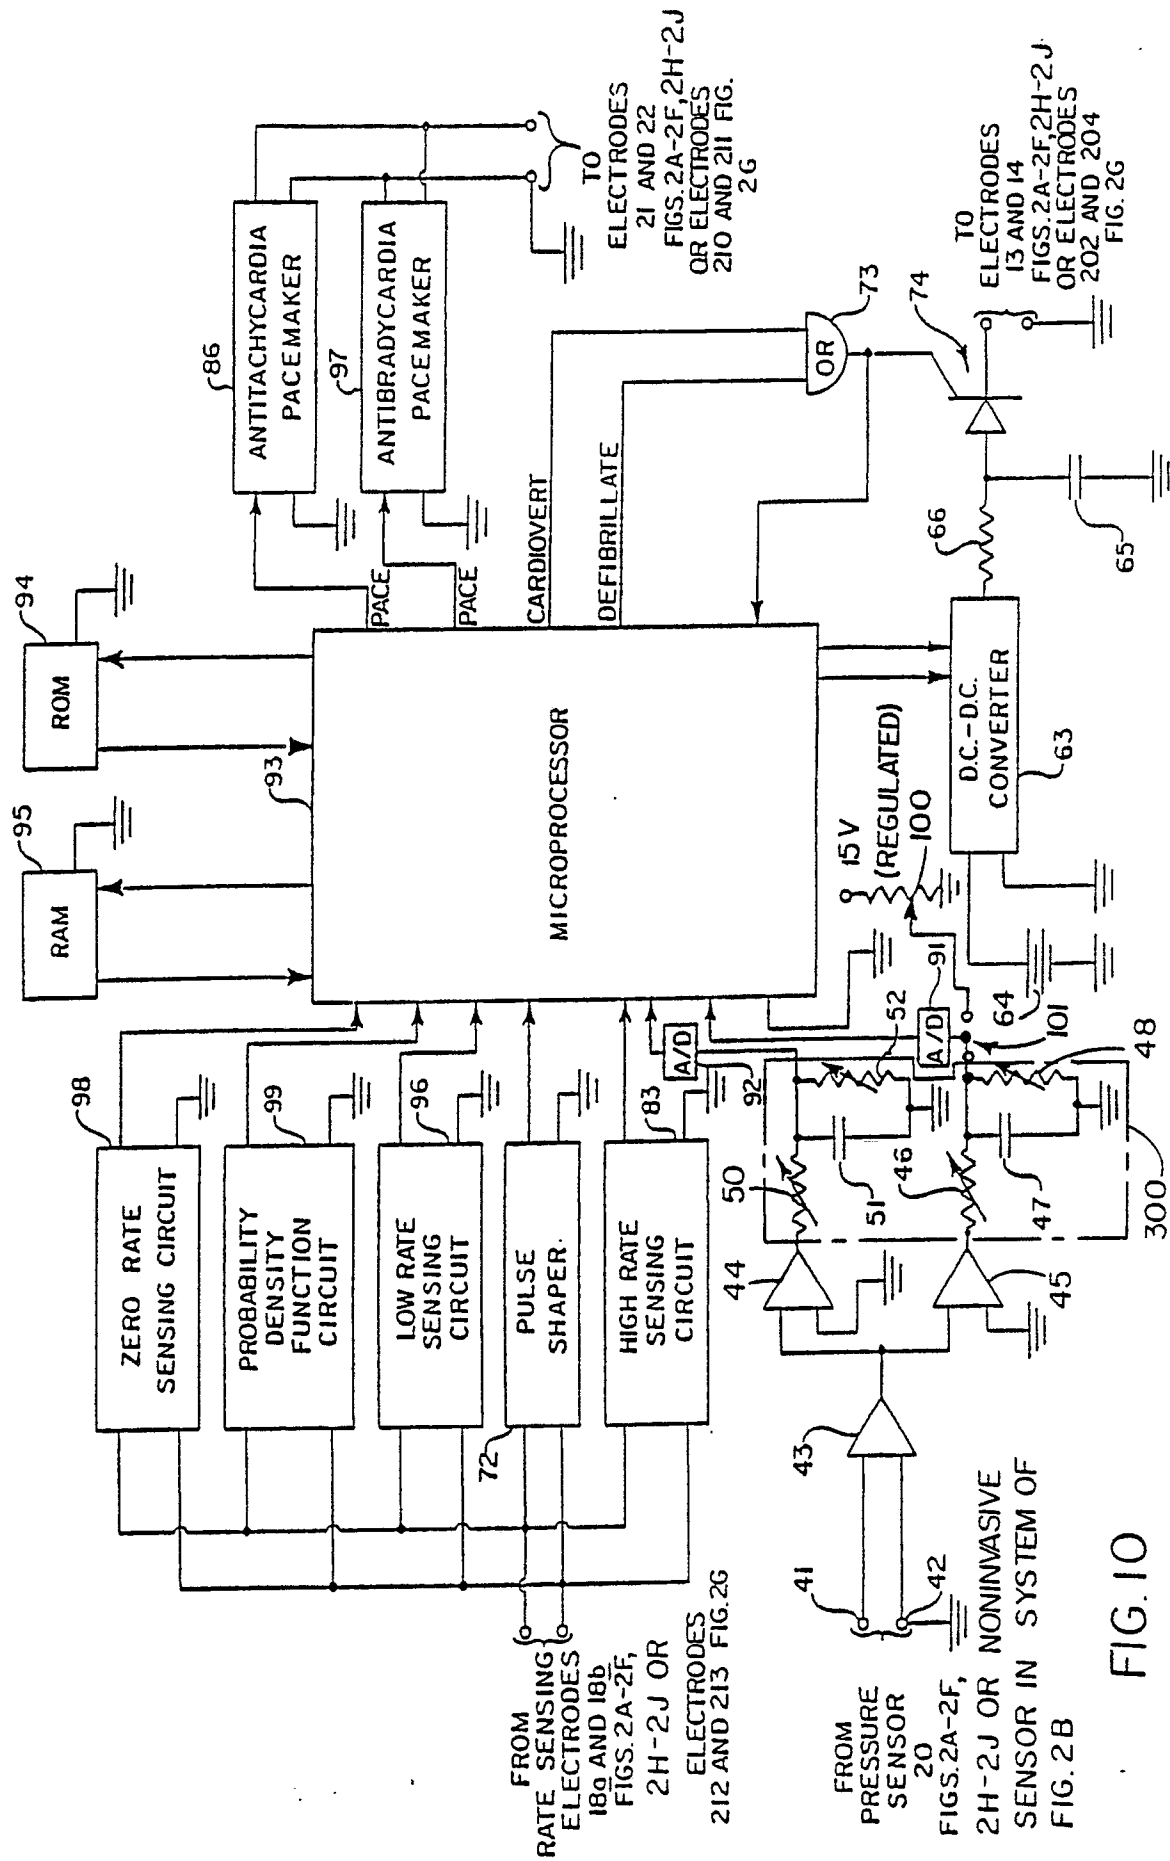 98
ZERO RATE
SENSING CIRCUIT
99
PROBABILITY
DENSITY
FUNCTION
CIRCUIT
96
LOW RATE
SENSING
CIRCUIT
72
PULSE
SHAPER.
83
HIGH RATE
SENSING
CIRCUIT
FROM
RATE SENSING
ELECTRODES
18a AND 18b
FIGS. 2A-2F,
2H-2J OR
ELECTRODES
212 AND 213 FIG. 2G
95
RAM
94
ROM
93
MICROPROCESSOR
PACE
PACE
CARDIOVERT
DEFIBRILLATE
86
ANTITACHYCARDIA
PACEMAKER
97
ANTIBRADYCARDIA
PACEMAKER
TO
ELECTRODES
21 AND 22
FIGS. 2A-2F, 2H-2J
OR ELECTRODES
210 AND 211 FIG.
2G
OR
73
74
TO
ELECTRODES
13 AND 14
FIGS. 2A-2F, 2H-2J
OR ELECTRODES
202 AND 204
FIG. 2G
66
65
D.C.-D.C.
CONVERTER
63
64
15V
(REGULATED)
100
A/D
91
A/D
92
101
52
48
50
51
46
47
300
44
45
43
41
42
FROM
PRESSURE
SENSOR
20
FIGS. 2A-2F,
2H-2J OR NONINVASIVE
SENSOR IN SYSTEM OF
FIG. 2B
FIG. 10